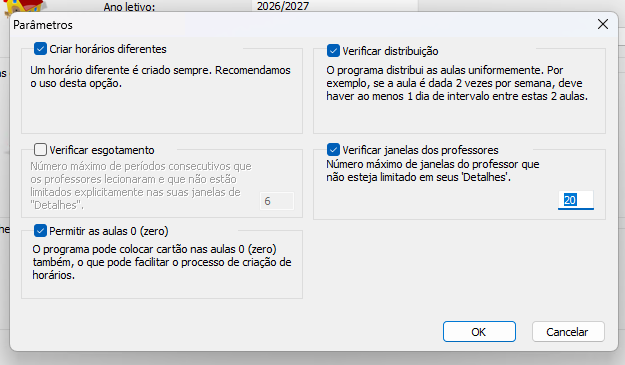 Ano letivo:
2026/2027
Parâmetros
Criar horários diferentes
Um horário diferente é criado sempre. Recomendamos
o uso desta opção.
Verificar distribuição
O programa distribui as aulas uniformemente. Por
exemplo, se a aula é dada 2 vezes por semana, deve
haver ao menos 1 dia de intervalo entre estas 2 aulas.
Verificar esgotamento
Número máximo de períodos consecutivos que
os professores lecionaram e que não estão
limitados explicitamente nas suas janelas de
"Detalhes".
6
Verificar janelas dos professores
Número máximo de janelas do professor que
não esteja limitado em seus 'Detalhes'.
20
Permitir as aulas 0 (zero)
O programa pode colocar cartão nas aulas 0 (zero)
também, o que pode facilitar o processo de criação de
horários.
OK
Cancelar